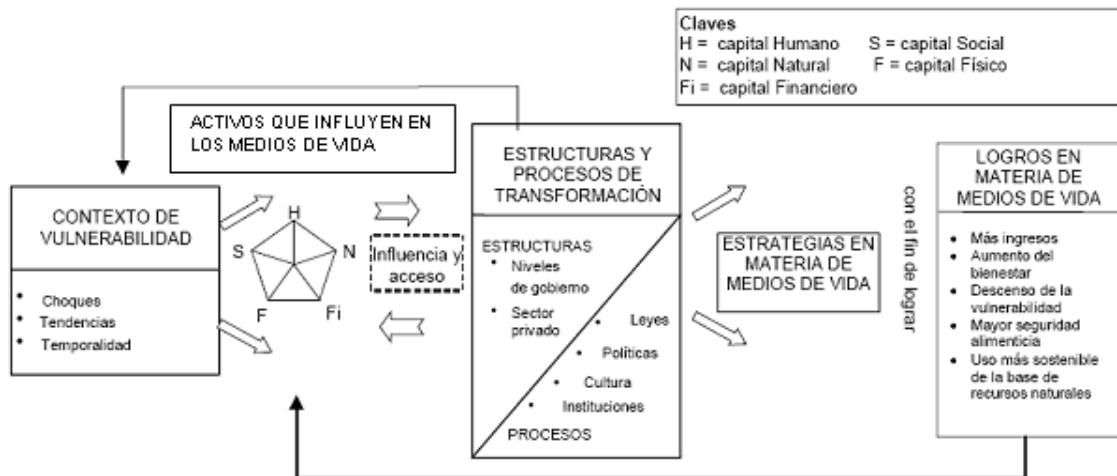 Claves
H = capital Humano S = capital Social
N = capital Natural F = capital Físico
Fi = capital Financiero
ACTIVOS QUE INFLUYEN EN
LOS MEDIOS DE VIDA
CONTEXTO DE
VULNERABILIDAD
• Choques
• Tendencias
• Temporalidad
H
S
N
F
Fi
Influencia y
acceso
ESTRUCTURAS Y
PROCESOS DE
TRANSFORMACIÓN
ESTRUCTURAS
• Niveles
de gobierno
• Sector
privado
• Leyes
• Políticas
• Cultura
• Instituciones
PROCESOS
ESTRATEGIAS EN
MATERIA DE
MEDIOS DE VIDA
con el fin de lograr
LOGROS EN
MATERIA DE
MEDIOS DE VIDA
• Más ingresos
• Aumento del
bienestar
• Descenso de la
vulnerabilidad
• Mayor seguridad
alimenticia
• Uso más sostenible
de la base de
recursos naturales